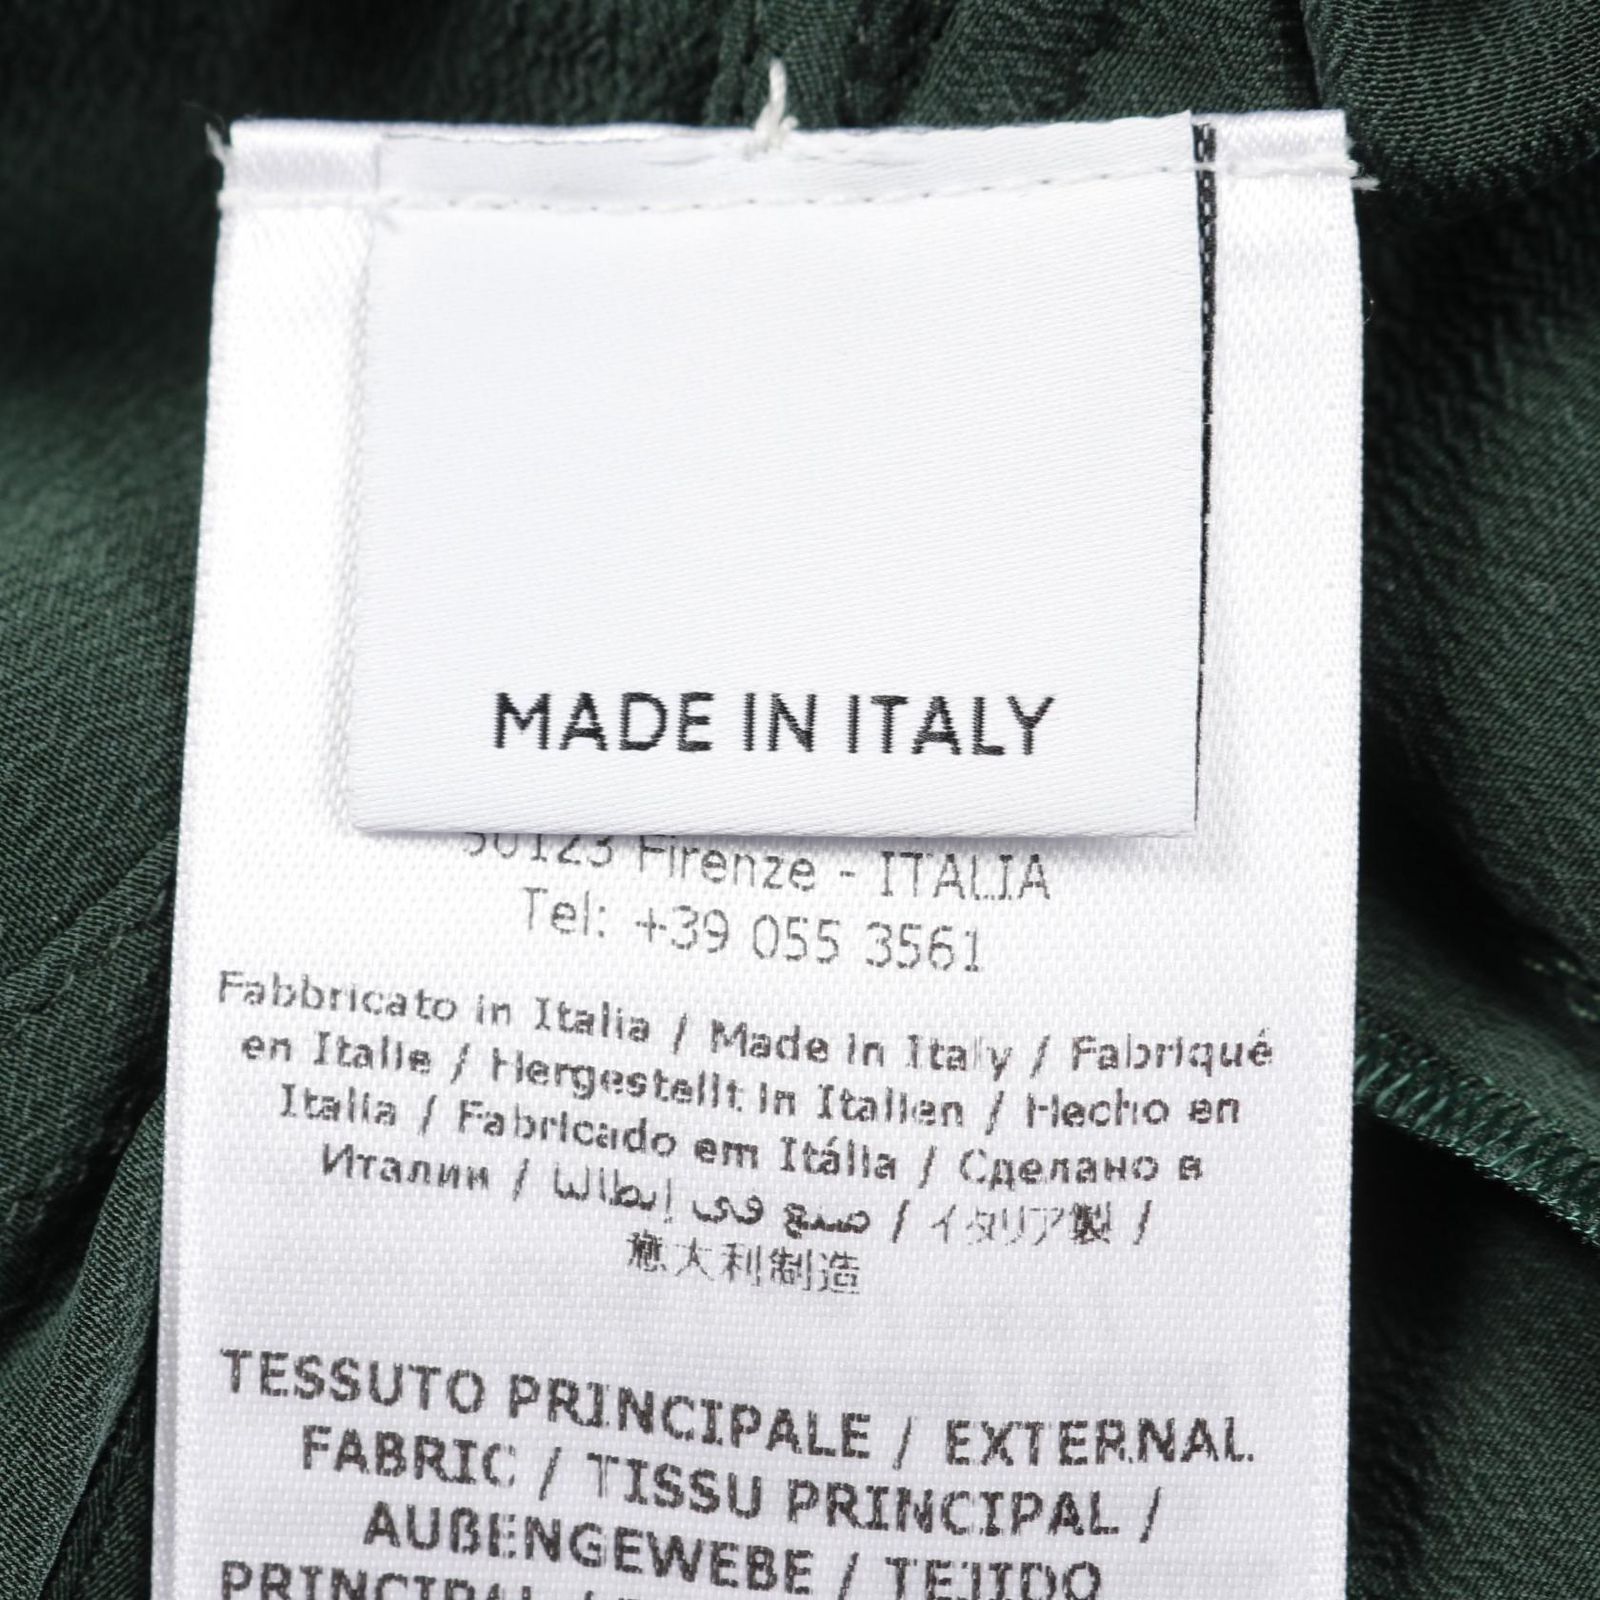 MADE IN ITALY
50123 Firenze - ITALIA
Tel: +39 055 3561
Fabbricato in Italia / Made in Italy / Fabriqué
en Italie / Hergestellt in Italien / Hecho en
Italia / Fabricado em Itália / Сделано в
Италии / صنع في إيطاليا / イタリア製 /
意大利制造
TESSUTO PRINCIPALE / EXTERNAL
FABRIC / TISSU PRINCIPAL /
AUßENGEWEBE / TEJIDO
PRINCIPAL /